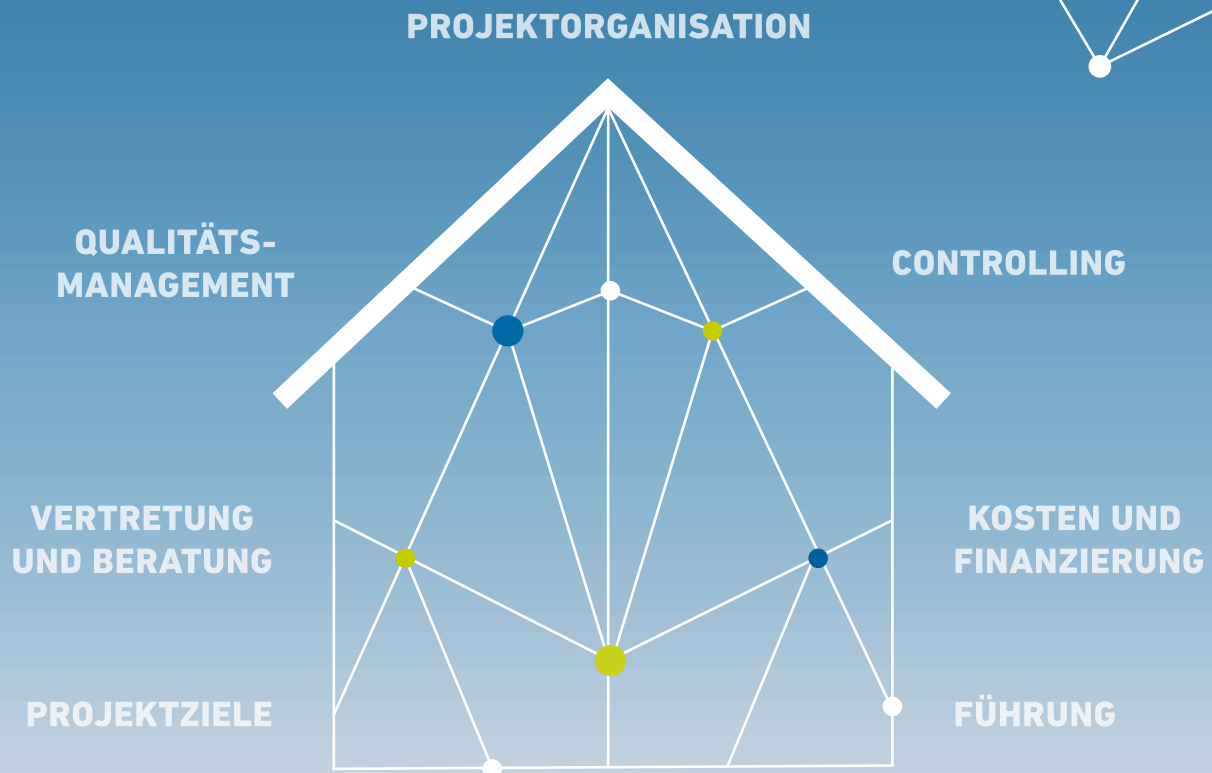 PROJEKTORGANISATION
QUALITÄTS-
MANAGEMENT
CONTROLLING
VERTRETUNG
UND BERATUNG
KOSTEN UND
FINANZIERUNG
PROJEKTZIELE
FÜHRUNG